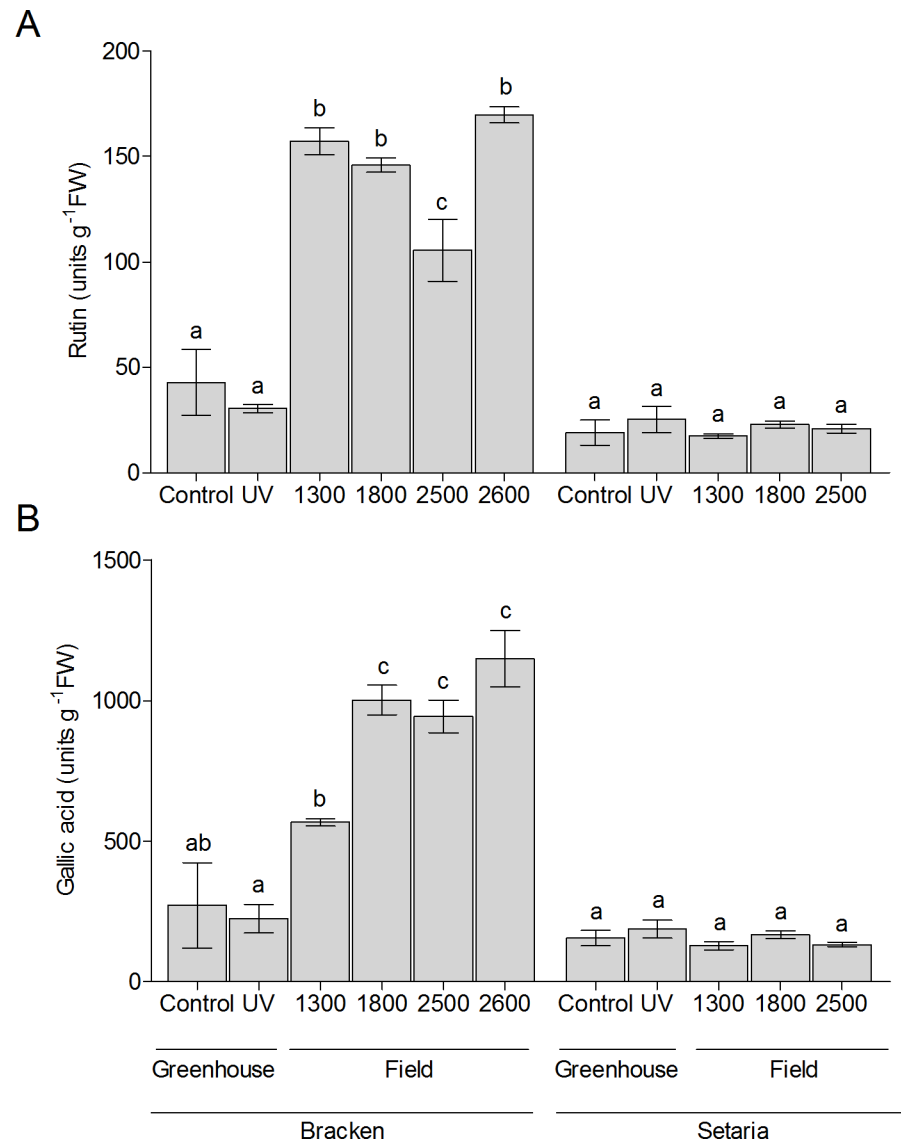 A
200
150
100
50
0
Rutin (units g⁻¹FW)
a
a
b
b
c
b
a
a
a
a
a
Control UV 1300 1800 2500 2600 Control UV 1300 1800 2500
B
1500
1000
500
0
Gallic acid (units g⁻¹FW)
ab
a
b
c
c
c
a
a
a
a
a
Control UV 1300 1800 2500 2600 Control UV 1300 1800 2500
Greenhouse Field Greenhouse Field
Bracken Setaria